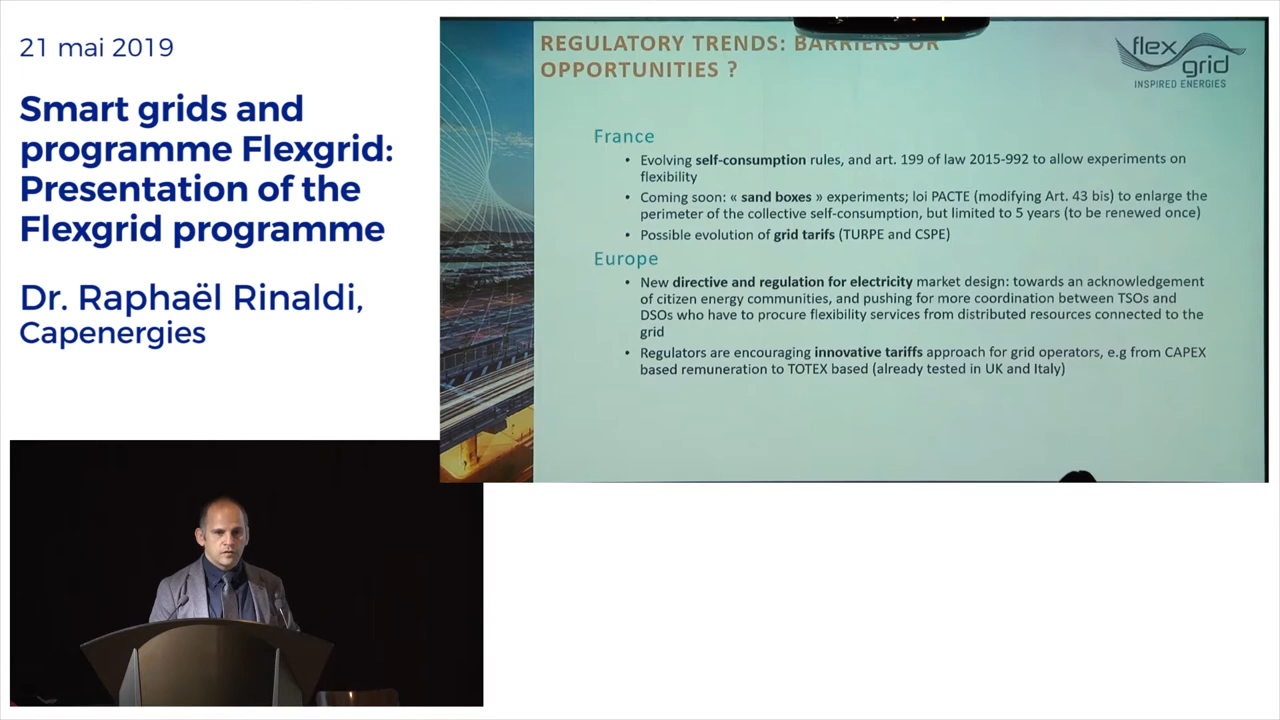 21 mai 2019
Smart grids and
programme Flexgrid:
Presentation of the
Flexgrid programme
Dr. Raphaël Rinaldi,
Capenergies
REGULATORY TRENDS: BARRIERS OR
OPPORTUNITIES ?
flex
grid
INSPIRED ENERGIES
France
• Evolving self-consumption rules, and art. 199 of law 2015-992 to allow experiments on
flexibility
• Coming soon: « sand boxes » experiments; loi PACTE (modifying Art. 43 bis) to enlarge the
perimeter of the collective self-consumption, but limited to 5 years (to be renewed once)
• Possible evolution of grid tarifs (TURPE and CSPE)
Europe
• New directive and regulation for electricity market design: towards an acknowledgement
of citizen energy communities, and pushing for more coordination between TSOs and
DSOs who have to procure flexibility services from distributed resources connected to the
grid
• Regulators are encouraging innovative tariffs approach for grid operators, e.g from CAPEX
based remuneration to TOTEX based (already tested in UK and Italy)